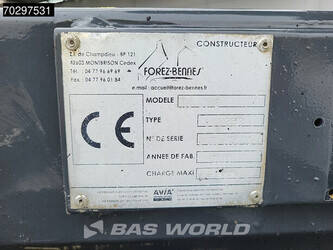 70297531
Z.I. de Champdieu - BP 121
42603 MONTBRISON Cedex
Tél. : 04 77 96 69 69
Fax. : 04 77 96 01 84
CONSTRUCTEUR
FOREZ-BENNES
e.mail : accueil@forez-bennes.fr
CE
MODELE
TYPE
N° DE SERIE
ANNEE DE FAB.
CHARGE MAXI
AVIA
BAS WORLD